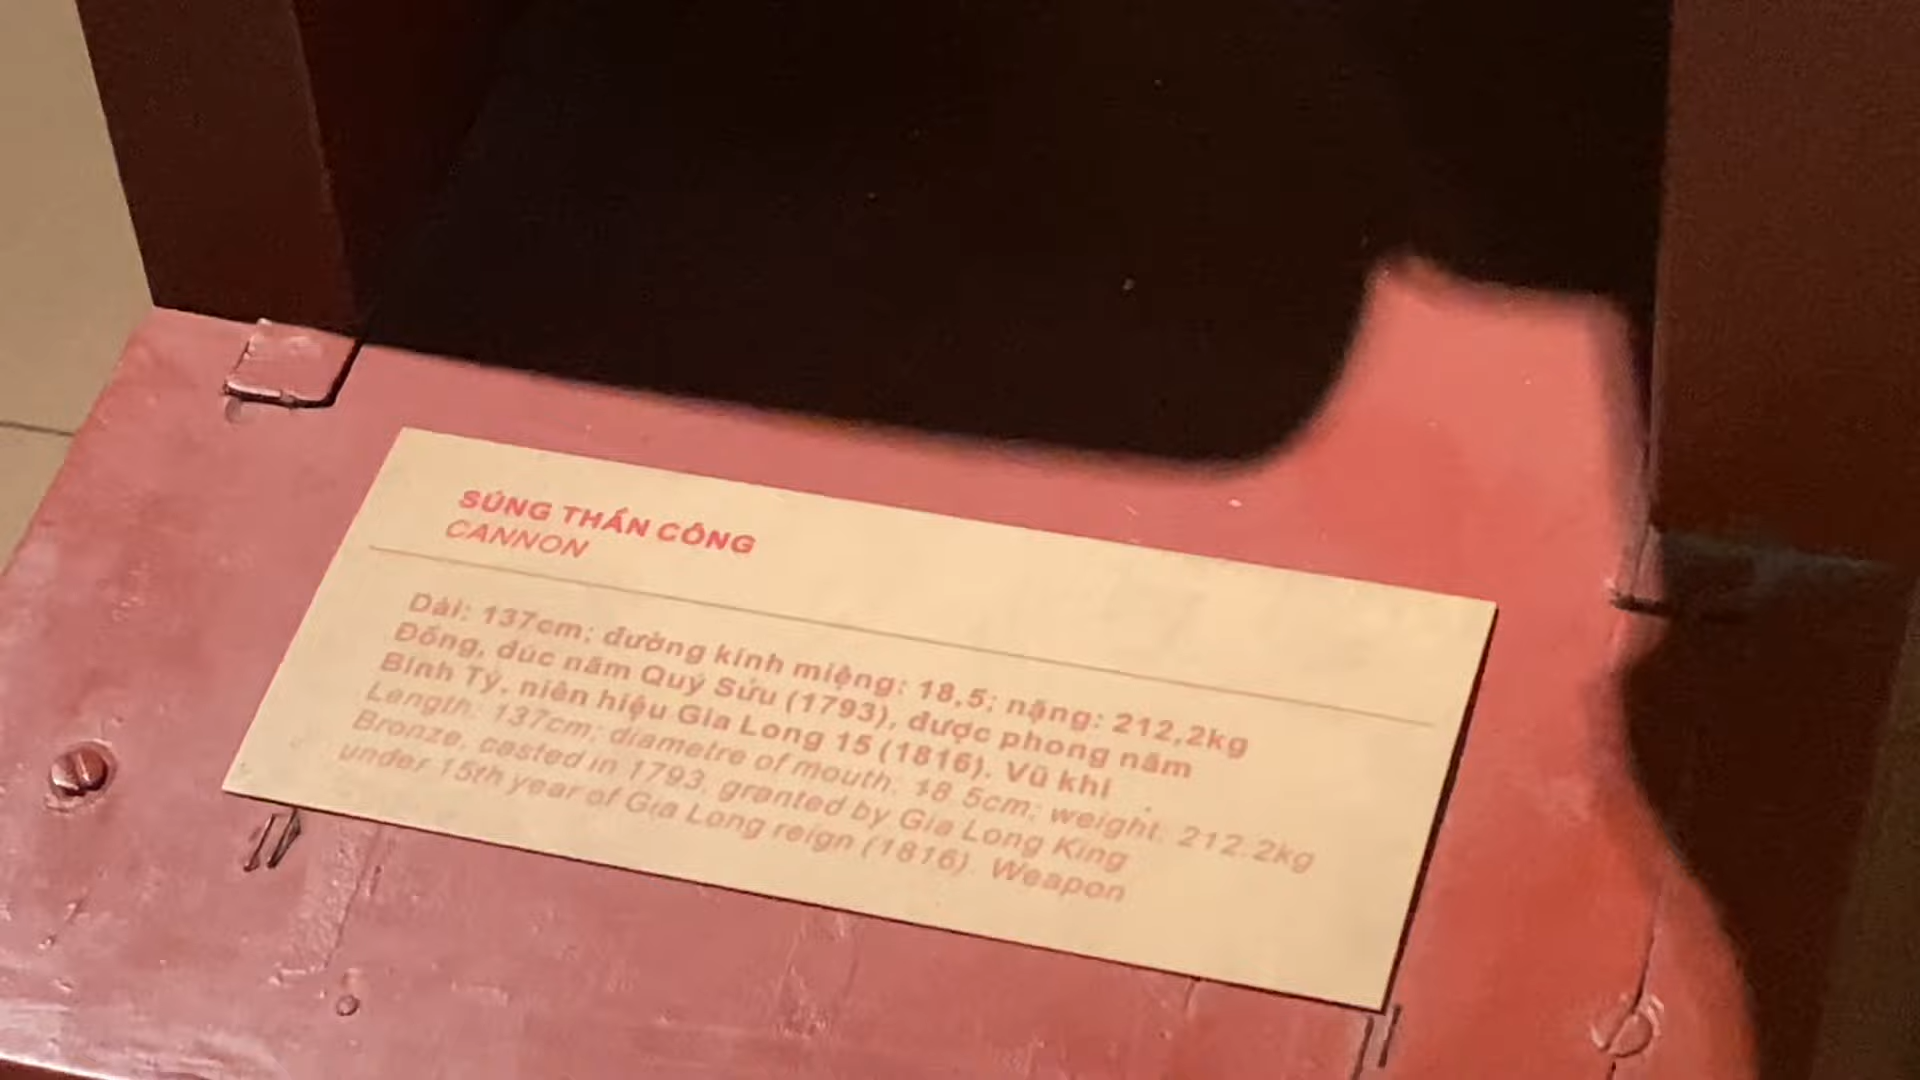 SÚNG THẦN CÔNG
CANNON
Dài: 137cm; đường kính miệng: 18,5; nặng: 212,2kg
Đồng, đúc năm Quý Sửu (1793), được phong năm
Bính Tý, niên hiệu Gia Long 15 (1816). Vũ khí
Length: 137cm; diametre of mouth: 18.5cm; weight: 212.2kg
Bronze, casted in 1793, granted by Gia Long King
under 15th year of Gia Long reign (1816). Weapon